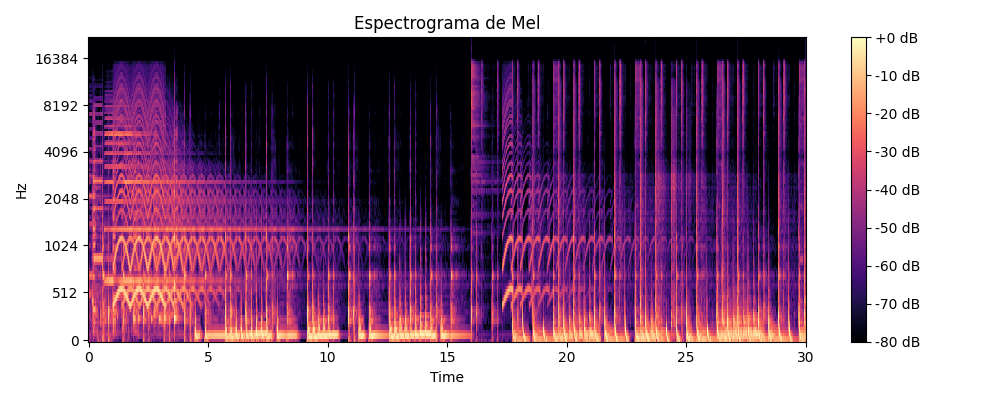 Espectrograma de Mel
Hz
16384
8192
4096
2048
1024
512
0
0 5 10 15 20 25 30
Time
+0 dB
-10 dB
-20 dB
-30 dB
-40 dB
-50 dB
-60 dB
-70 dB
-80 dB